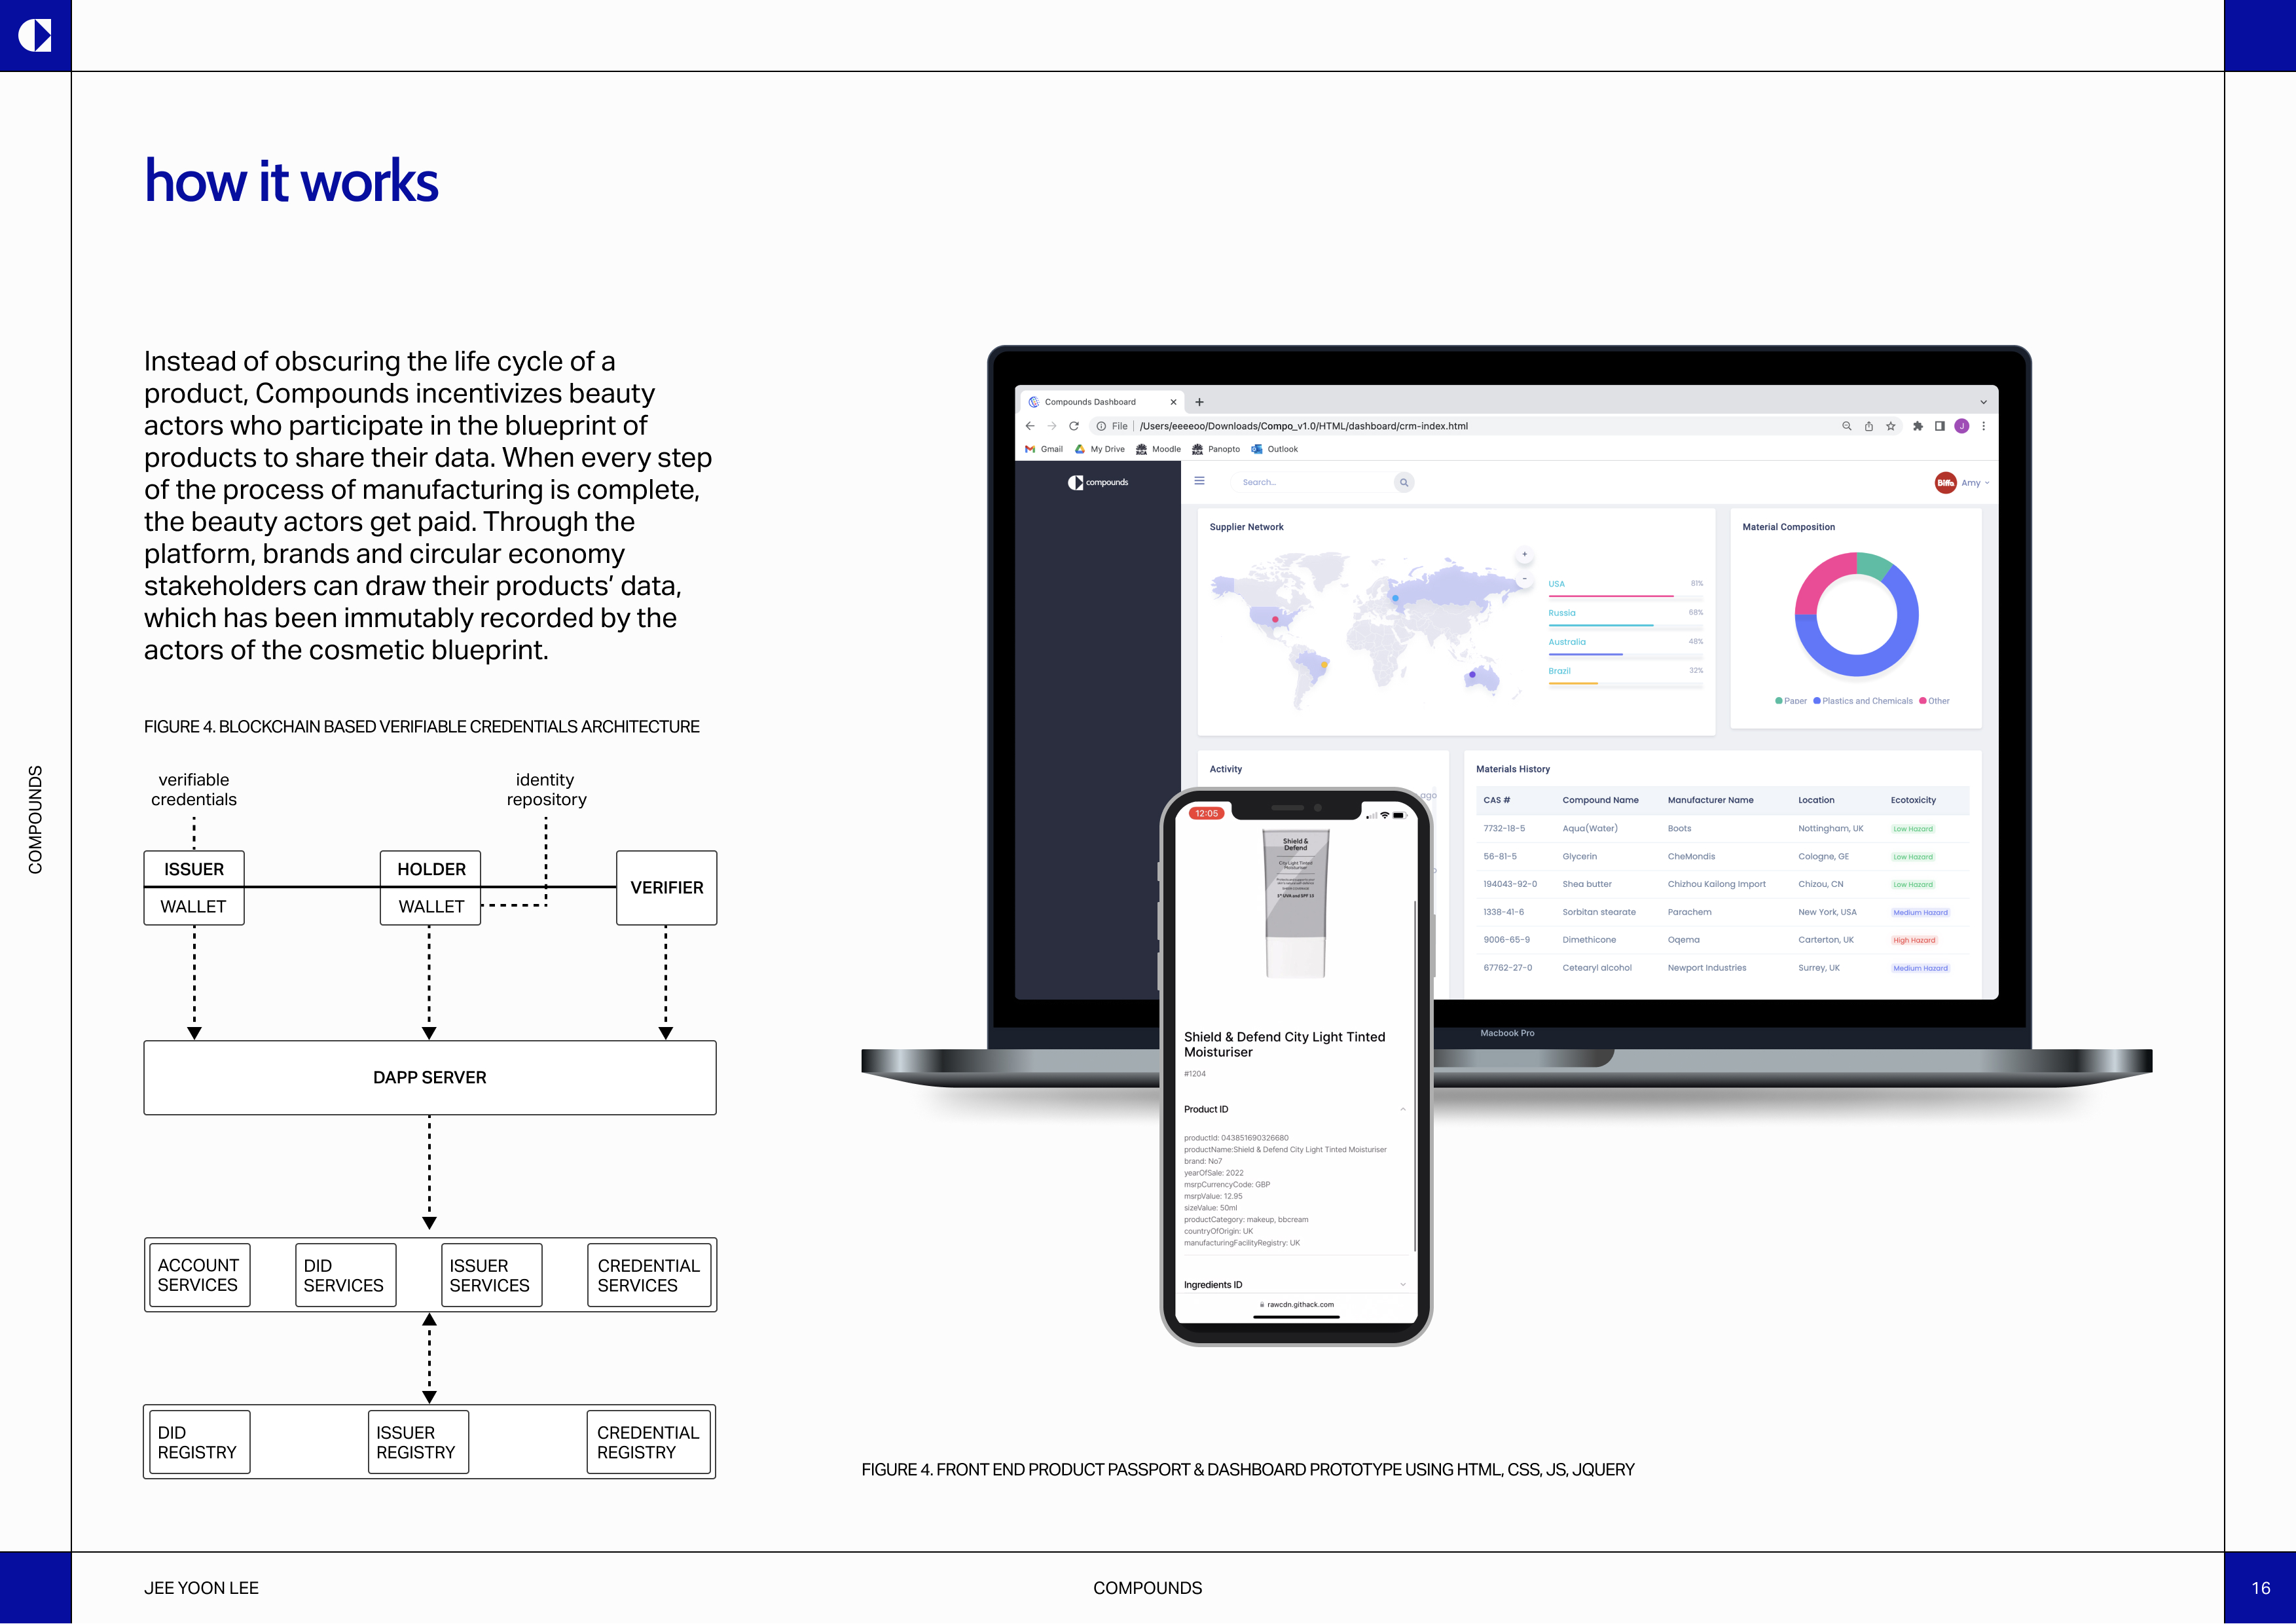 how it works
Instead of obscuring the life cycle of a
product, Compounds incentivizes beauty
actors who participate in the blueprint of
products to share their data. When every step
of the process of manufacturing is complete,
the beauty actors get paid. Through the
platform, brands and circular economy
stakeholders can draw their products’ data,
which has been immutably recorded by the
actors of the cosmetic blueprint.
FIGURE 4. BLOCKCHAIN BASED VERIFIABLE CREDENTIALS ARCHITECTURE
verifiable
credentials
identity
repository
ISSUER
WALLET
HOLDER
WALLET
VERIFIER
DAPP SERVER
ACCOUNT
SERVICES
DID
SERVICES
ISSUER
SERVICES
CREDENTIAL
SERVICES
DID
REGISTRY
ISSUER
REGISTRY
CREDENTIAL
REGISTRY
COMPOUNDS
Compounds Dashboard
File /Users/eeeeoo/Downloads/Compo_v1.0/HTML/dashboard/crm-index.html
J
Gmail My Drive Moodle Panopto Outlook
compounds
Search...
Biffa Amy
Supplier Network
+
-
USA 81%
Russia 68%
Australia 48%
Brazil 32%
Material Composition
Paper Plastics and Chemicals Other
Activity
ago
Materials History
CAS # Compound Name Manufacturer Name Location Ecotoxicity
7732-18-5 Aqua(Water) Boots Nottingham, UK Low Hazard
56-81-5 Glycerin CheMondis Cologne, GE Low Hazard
194043-92-0 Shea butter Chizhou Kailong Import Chizou, CN Low Hazard
1338-41-6 Sorbitan stearate Parachem New York, USA Medium Hazard
9006-65-9 Dimethicone Oqema Carterton, UK High Hazard
67762-27-0 Cetearyl alcohol Newport Industries Surrey, UK Medium Hazard
Macbook Pro
12:05
Shield &
Defend
City Light Tinted
Moisturiser
5* UVA and SPF 15
Shield & Defend City Light Tinted
Moisturiser
#1204
Product ID
productId: 043851690326680
productName:Shield & Defend City Light Tinted Moisturiser
brand: No7
yearOfSale: 2022
msrpCurrencyCode: GBP
msrpValue: 12.95
sizeValue: 50ml
productCategory: makeup, bbcream
countryOfOrigin: UK
manufacturingFacilityRegistry: UK
Ingredients ID
rawcdn.githack.com
FIGURE 4. FRONT END PRODUCT PASSPORT & DASHBOARD PROTOTYPE USING HTML, CSS, JS, JQUERY
JEE YOON LEE
COMPOUNDS
16